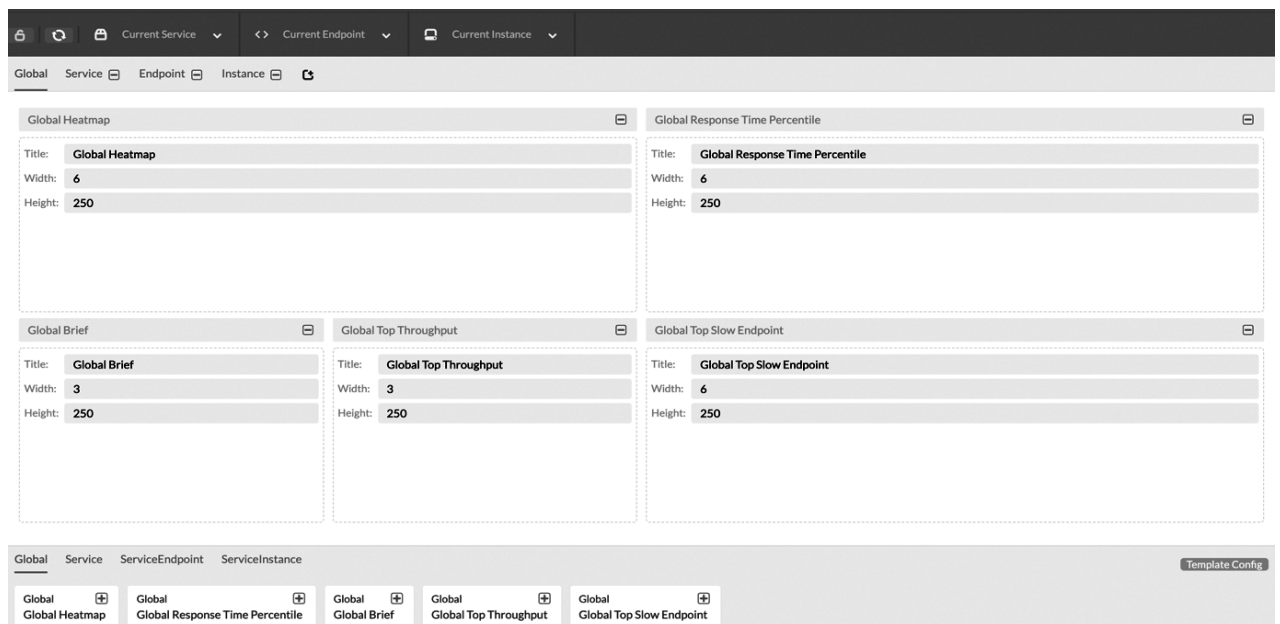 Current Service Current Endpoint Current Instance
Global Service Endpoint Instance
Global Heatmap Global Response Time Percentile
Title: Global Heatmap Title: Global Response Time Percentile
Width: 6 Width: 6
Height: 250 Height: 250
Global Brief Global Top Throughput Global Top Slow Endpoint
Title: Global Brief Title: Global Top Throughput Title: Global Top Slow Endpoint
Width: 3 Width: 3 Width: 6
Height: 250 Height: 250 Height: 250
Global Service ServiceEndpoint ServiceInstance Template Config
Global Global Global Global Global
Global Heatmap Global Response Time Percentile Global Brief Global Top Throughput Global Top Slow Endpoint